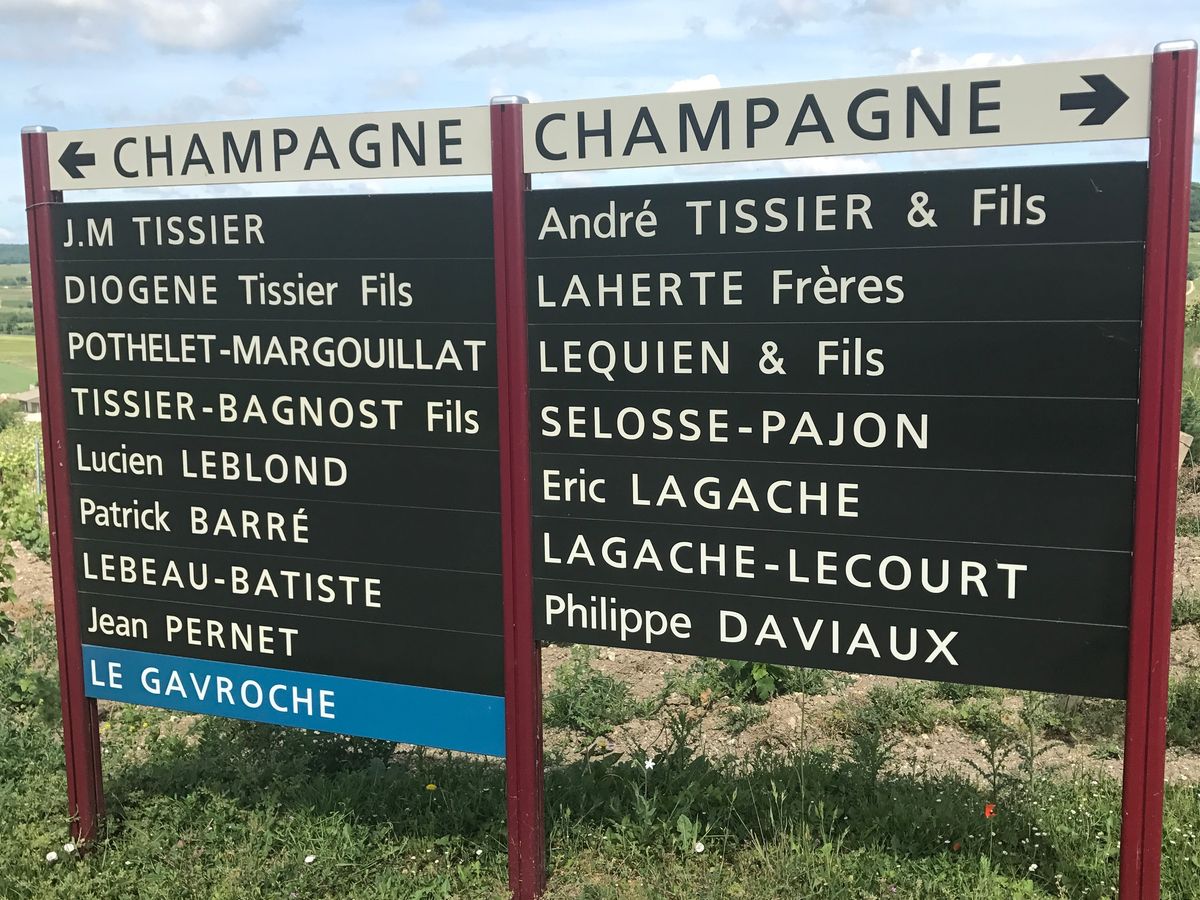 ← CHAMPAGNE
J.M TISSIER
DIOGENE Tissier Fils
POTHELET-MARGOUILLAT
TISSIER-BAGNOST Fils
Lucien LEBLOND
Patrick BARRÉ
LEBEAU-BATISTE
Jean PERNET
LE GAVROCHE
CHAMPAGNE →
André TISSIER & Fils
LAHERTE Frères
LEQUIEN & Fils
SELOSSE-PAJON
Eric LAGACHE
LAGACHE-LECOURT
Philippe DAVIAUX